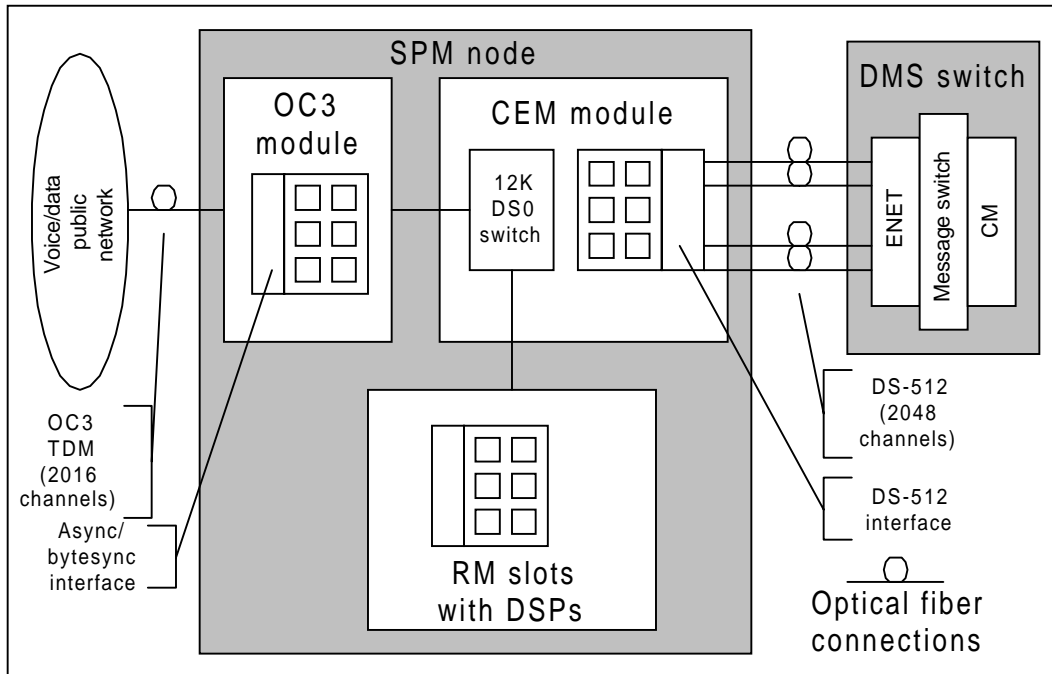 SPM node
OC3
module
CEM module
12K
DS0
switch
DMS switch
Voice/data
public
network
ENET
Message switch
CM
RM slots
with DSPs
OC3
TDM
(2016
channels)
Async/
bytesync
interface
DS-512
(2048
channels)
DS-512
interface
Optical fiber
connections